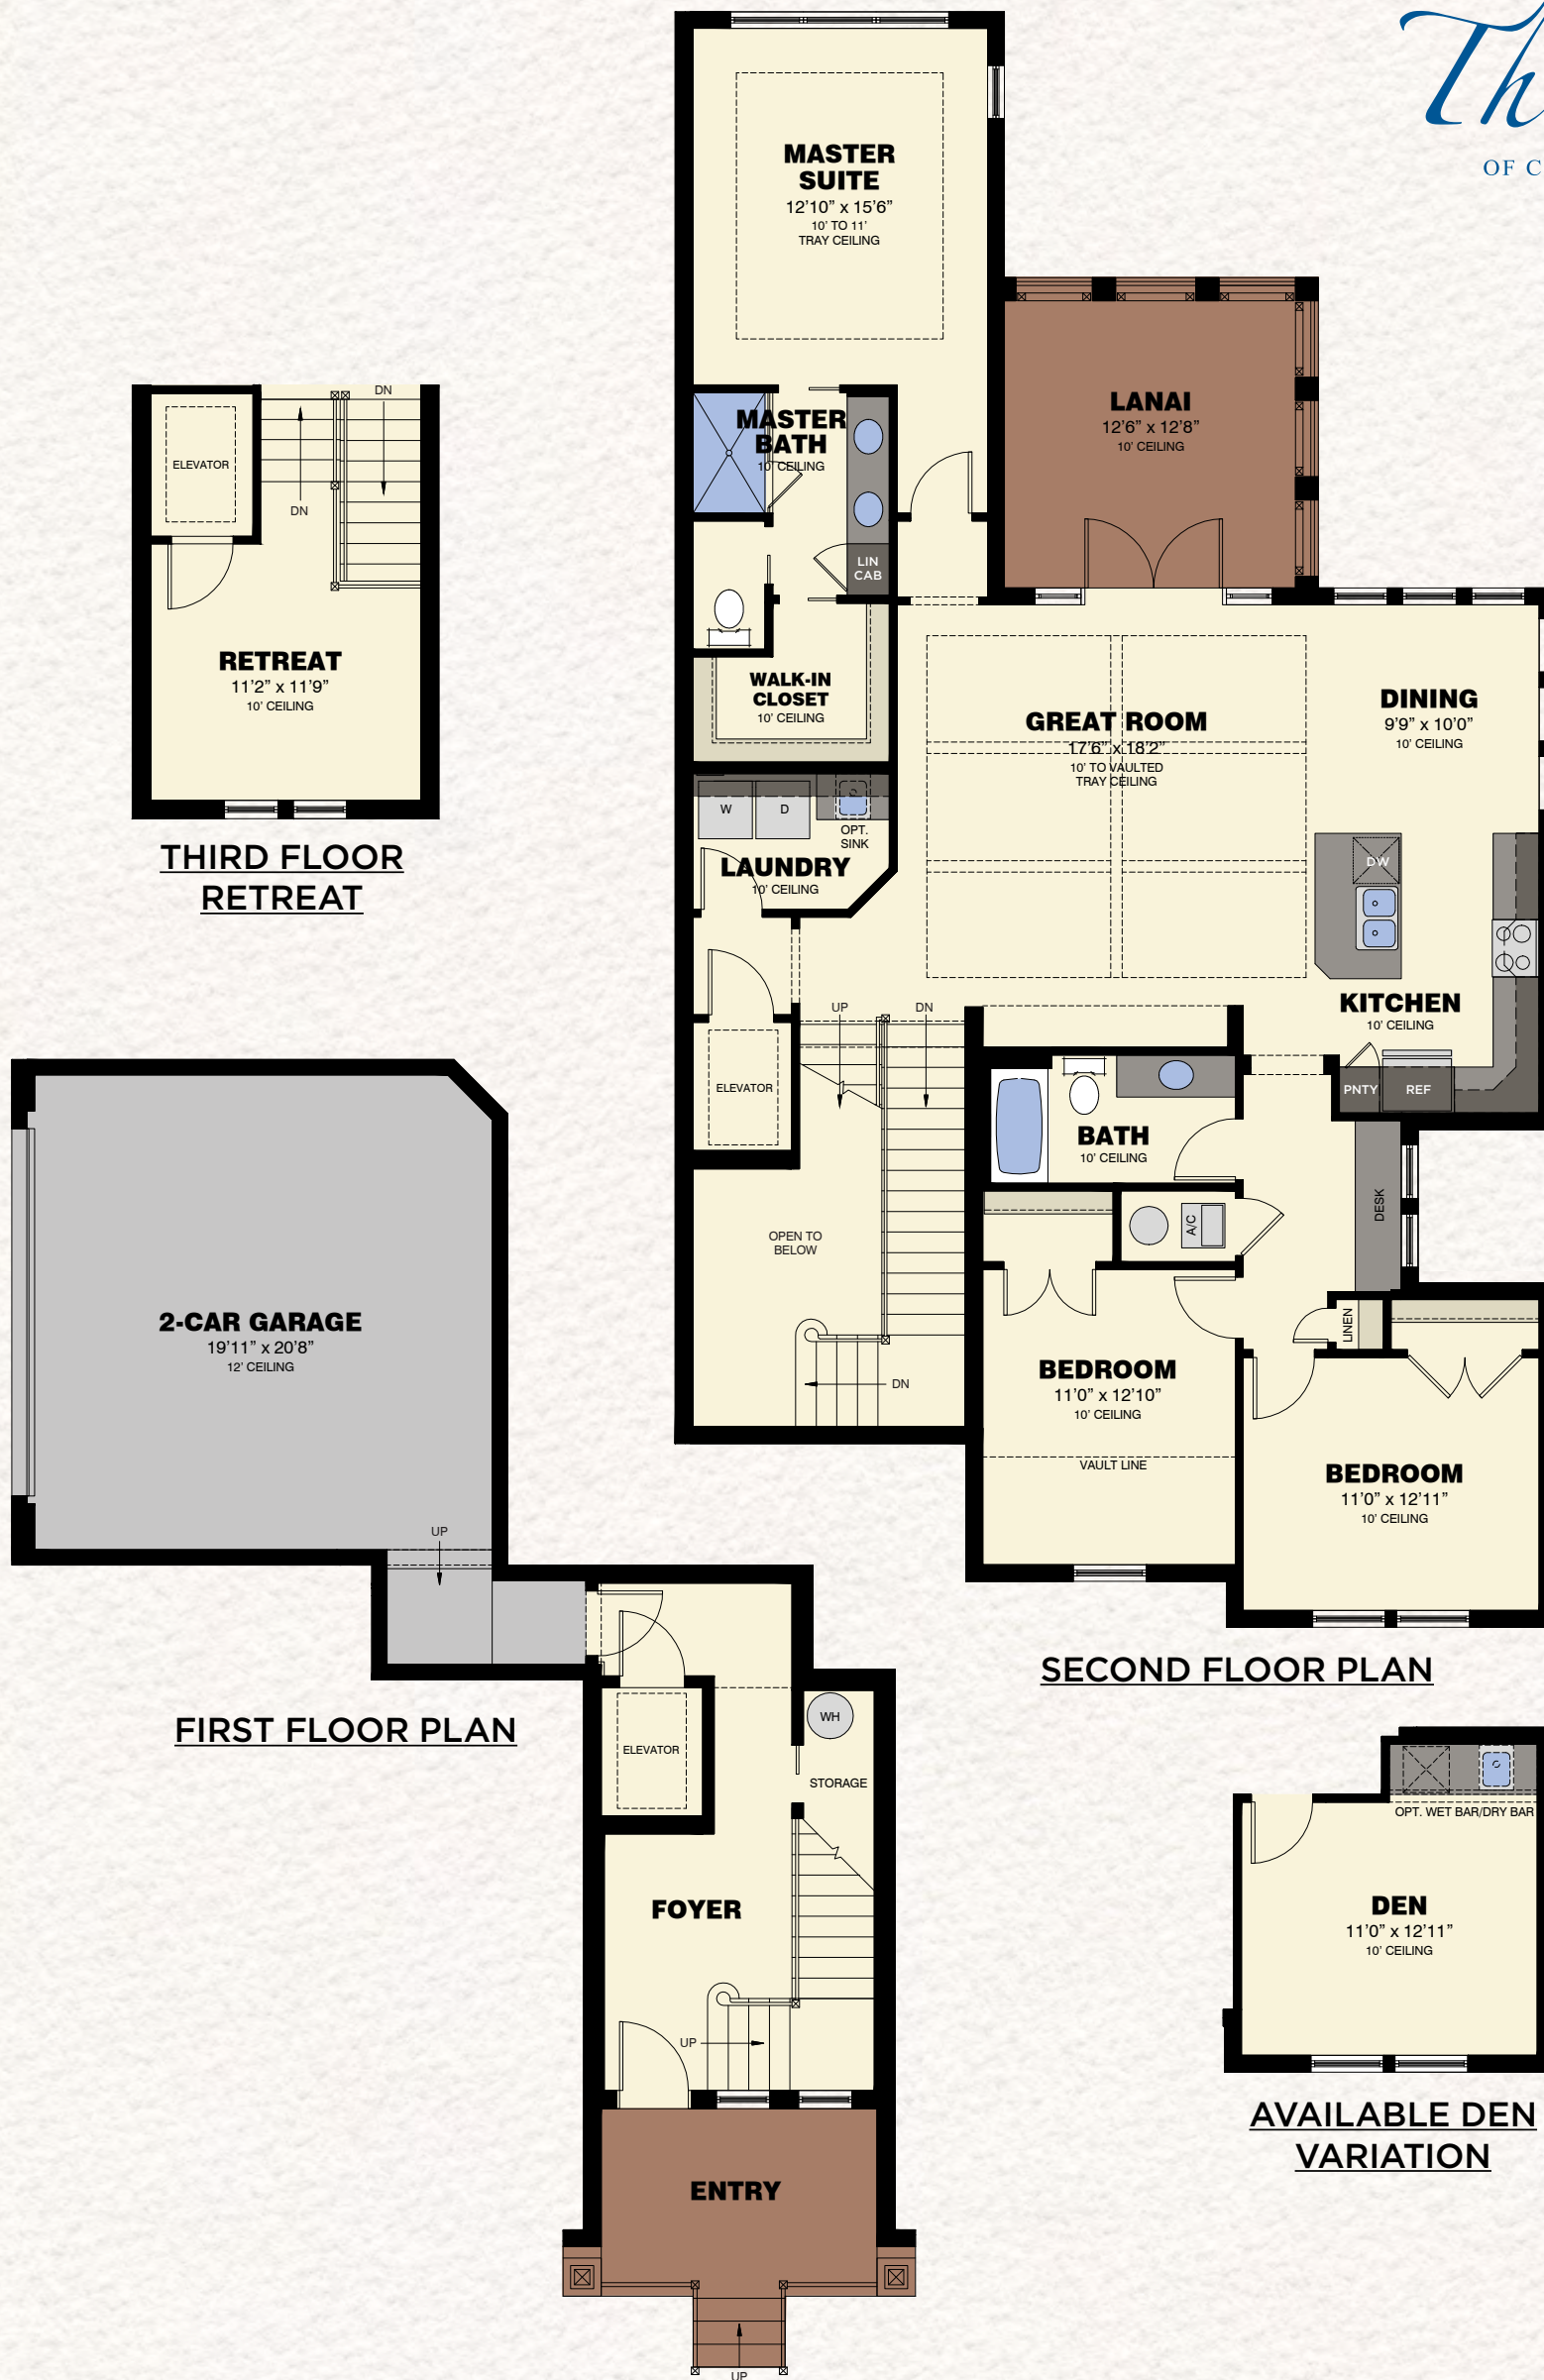 Th
OF C
MASTER
SUITE
12'10" x 15'6"
10' TO 11'
TRAY CEILING
LANAI
12'6" x 12'8"
10' CEILING
MASTER
BATH
10' CEILING
LIN
CAB
WALK-IN
CLOSET
10' CEILING
GREAT ROOM
17'6" x 18'2"
10' TO VAULTED
TRAY CEILING
DINING
9'9" x 10'0"
10' CEILING
W
D
OPT.
SINK
LAUNDRY
10' CEILING
DW
KITCHEN
10' CEILING
PNTY
REF
UP
DN
ELEVATOR
BATH
10' CEILING
A/C
DESK
OPEN TO
BELOW
LINEN
DN
BEDROOM
11'0" x 12'10"
10' CEILING
VAULT LINE
BEDROOM
11'0" x 12'11"
10' CEILING
SECOND FLOOR PLAN
DN
ELEVATOR
DN
RETREAT
11'2" x 11'9"
10' CEILING
THIRD FLOOR
RETREAT
2-CAR GARAGE
19'11" x 20'8"
12' CEILING
UP
FIRST FLOOR PLAN
ELEVATOR
WH
STORAGE
FOYER
UP
ENTRY
UP
OPT. WET BAR/DRY BAR
DEN
11'0" x 12'11"
10' CEILING
AVAILABLE DEN
VARIATION